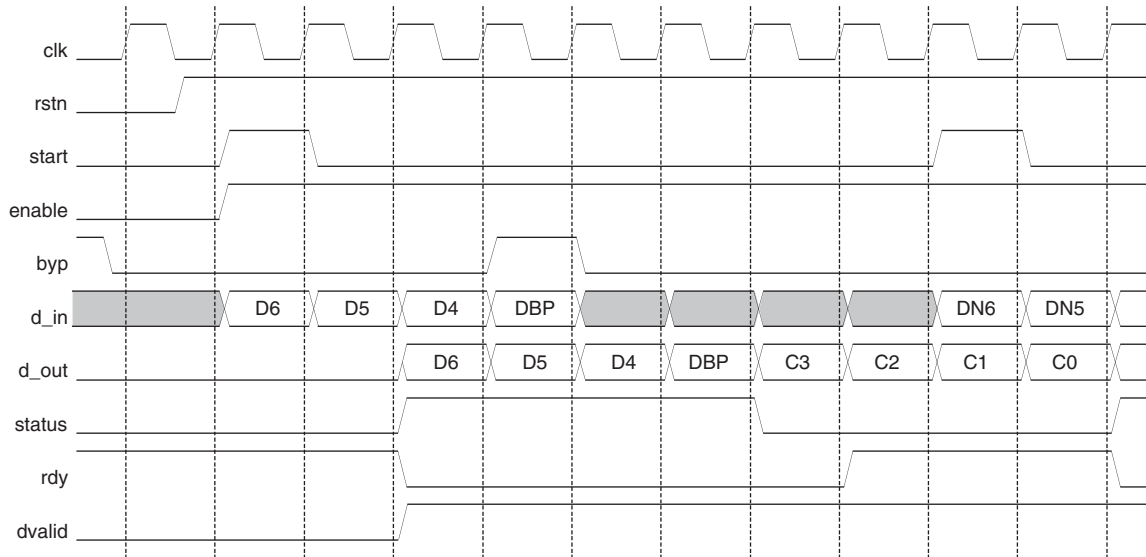 clk
rstn
start
enable
byp
d_in D6 D5 D4 DBP DN6 DN5
d_out D6 D5 D4 DBP C3 C2 C1 C0
status
rdy
dvalid